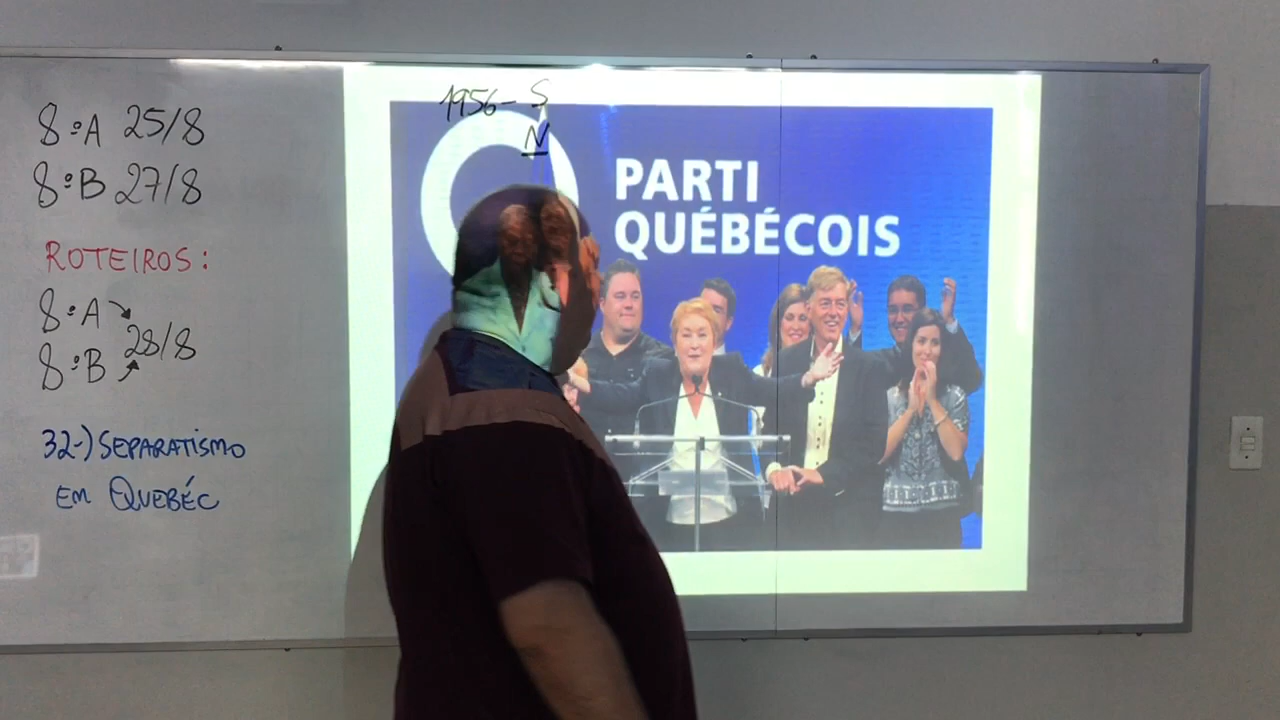 8ºA 25/8
8ºB 27/8
ROTEIROS:
8ºA
28/8
8ºB
32-) SEPARATISMO
EM QUEBÉC
1956- S
N
PARTI
QUÉBÉCOIS